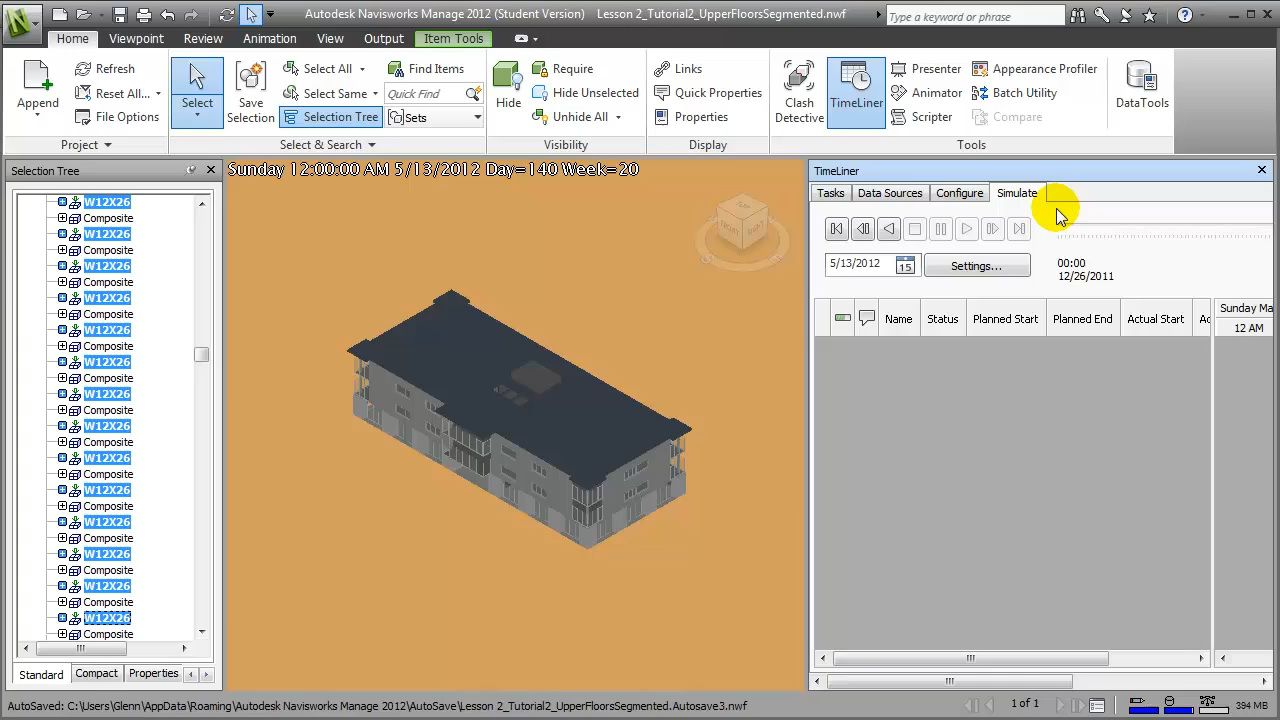 Autodesk Navisworks Manage 2012 (Student Version) Lesson 2_Tutorial2_UpperFloorsSegmented.nwf
Type a keyword or phrase
Home Viewpoint Review Animation View Output Item Tools
Append
Refresh
Reset All...
File Options
Project
Select
Save Selection
Select All
Select Same
Selection Tree
Find Items
Quick Find
Sets
Select & Search
Hide
Require
Hide Unselected
Unhide All
Visibility
Links
Quick Properties
Properties
Display
Clash Detective
TimeLiner
Presenter
Animator
Scripter
Appearance Profiler
Batch Utility
Compare
Tools
DataTools
Selection Tree
W12X26
Composite
W12X26
Composite
W12X26
Composite
W12X26
Composite
W12X26
Composite
W12X26
Composite
W12X26
Composite
W12X26
Composite
W12X26
Composite
W12X26
Composite
W12X26
Composite
W12X26
Composite
W12X26
Composite
W12X26
Composite
Standard Compact Properties
Sunday 12:00:00 AM 5/13/2012 Day=140 Week=20
TimeLiner
Tasks Data Sources Configure Simulate
5/13/2012
15
Settings...
00:00
12/26/2011
Name Status Planned Start Planned End Actual Start Ac
Sunday Ma
12 AM
AutoSaved: C:\Users\Glenn\AppData\Roaming\Autodesk Navisworks Manage 2012\AutoSave\Lesson 2_Tutorial2_UpperFloorsSegmented.Autosave3.nwf
1 of 1
394 MB